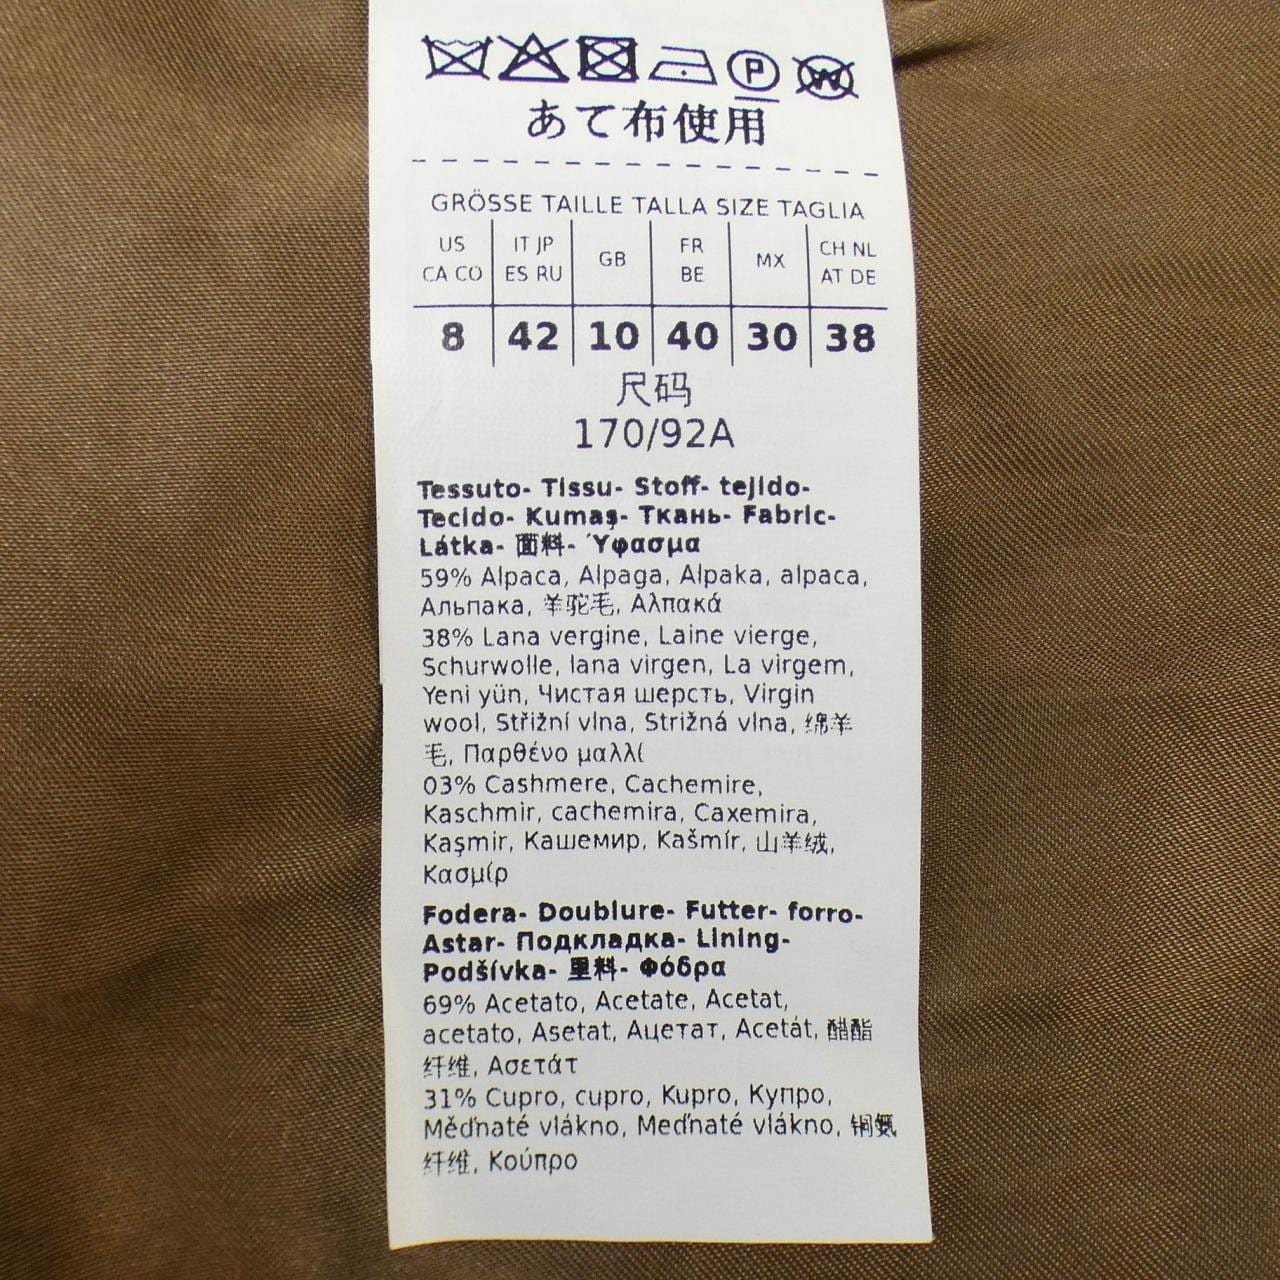 P W
あて布使用
GRÖSSE TAILLE TALLA SIZE TAGLIA
US CA CO
IT JP ES RU
GB
FR BE
MX
CH NL AT DE
8 42 10 40 30 38
尺码
170/92A
Tessuto- Tissu- Stoff- tejido-
Tecido- Kumaş- Ткань- Fabric-
Látka- 面料- Ύφασμα
59% Alpaca, Alpaga, Alpaka, alpaca,
Альпака, 羊驼毛, Αλπακά
38% Lana vergine, Laine vierge,
Schurwolle, lana virgen, La virgem,
Yeni yün, Чистая шерсть, Virgin
wool, Střižní vlna, Strižná vlna, 绵羊
毛, Παρθένο μαλλί
03% Cashmere, Cachemire,
Kaschmir, cachemira, Caxemira,
Kaşmir, Кашемир, Kašmír, 山羊绒,
Κασμίρ
Fodera- Doublure- Futter- forro-
Astar- Подкладка- Lining-
Podšívka- 里料- Φόδρα
69% Acetato, Acetate, Acetat,
acetato, Asetat, Ацетат, Acetát, 醋酯
纤维, Ασετάτ
31% Cupro, cupro, Kupro, Купро,
Měďnaté vlákno, Meďnaté vlákno, 铜氨
纤维, Κούπρο